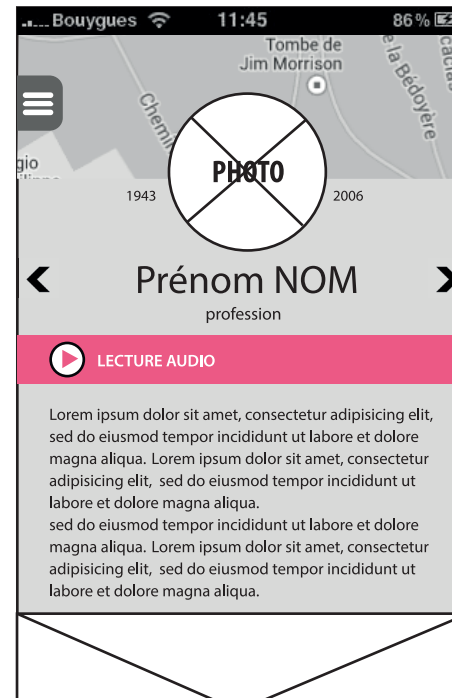 Bouygues 11:45 86%
Tombe de
Jim Morrison
Chemi
e la Bédoyère
cacias
gio
PHOTO
1943 2006
Prénom NOM
profession
LECTURE AUDIO
Lorem ipsum dolor sit amet, consectetur adipisicing elit,
sed do eiusmod tempor incididunt ut labore et dolore
magna aliqua. Lorem ipsum dolor sit amet, consectetur
adipisicing elit, sed do eiusmod tempor incididunt ut
labore et dolore magna aliqua.
sed do eiusmod tempor incididunt ut labore et dolore
magna aliqua. Lorem ipsum dolor sit amet, consectetur
adipisicing elit, sed do eiusmod tempor incididunt ut
labore et dolore magna aliqua.